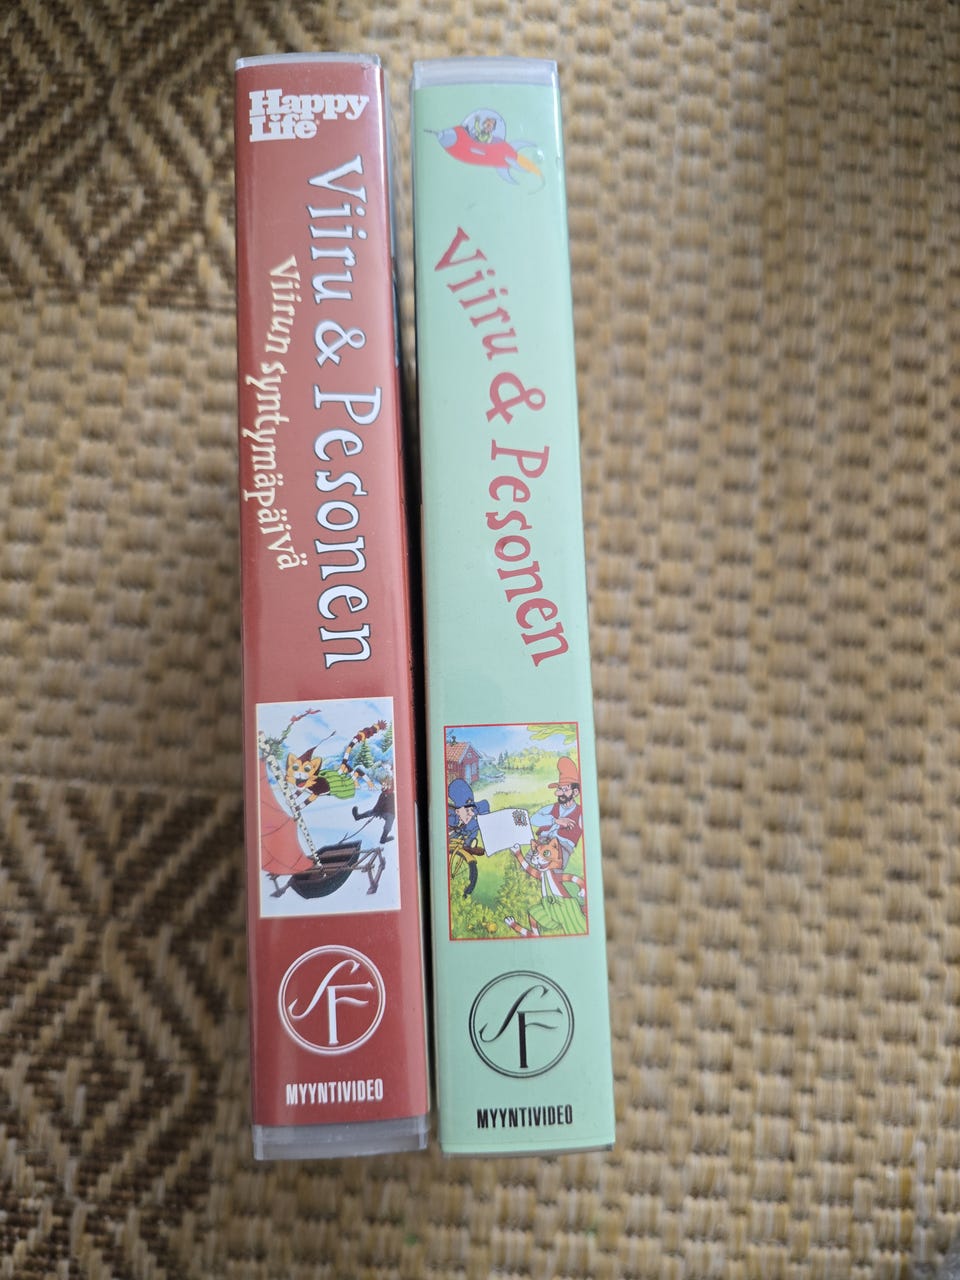 Happy
Life
Viiru & Pesonen
Viirun syntymäpäivä
SF
MYYNTIVIDEO
Viiru & Pesonen
SF
MYYNTIVIDEO